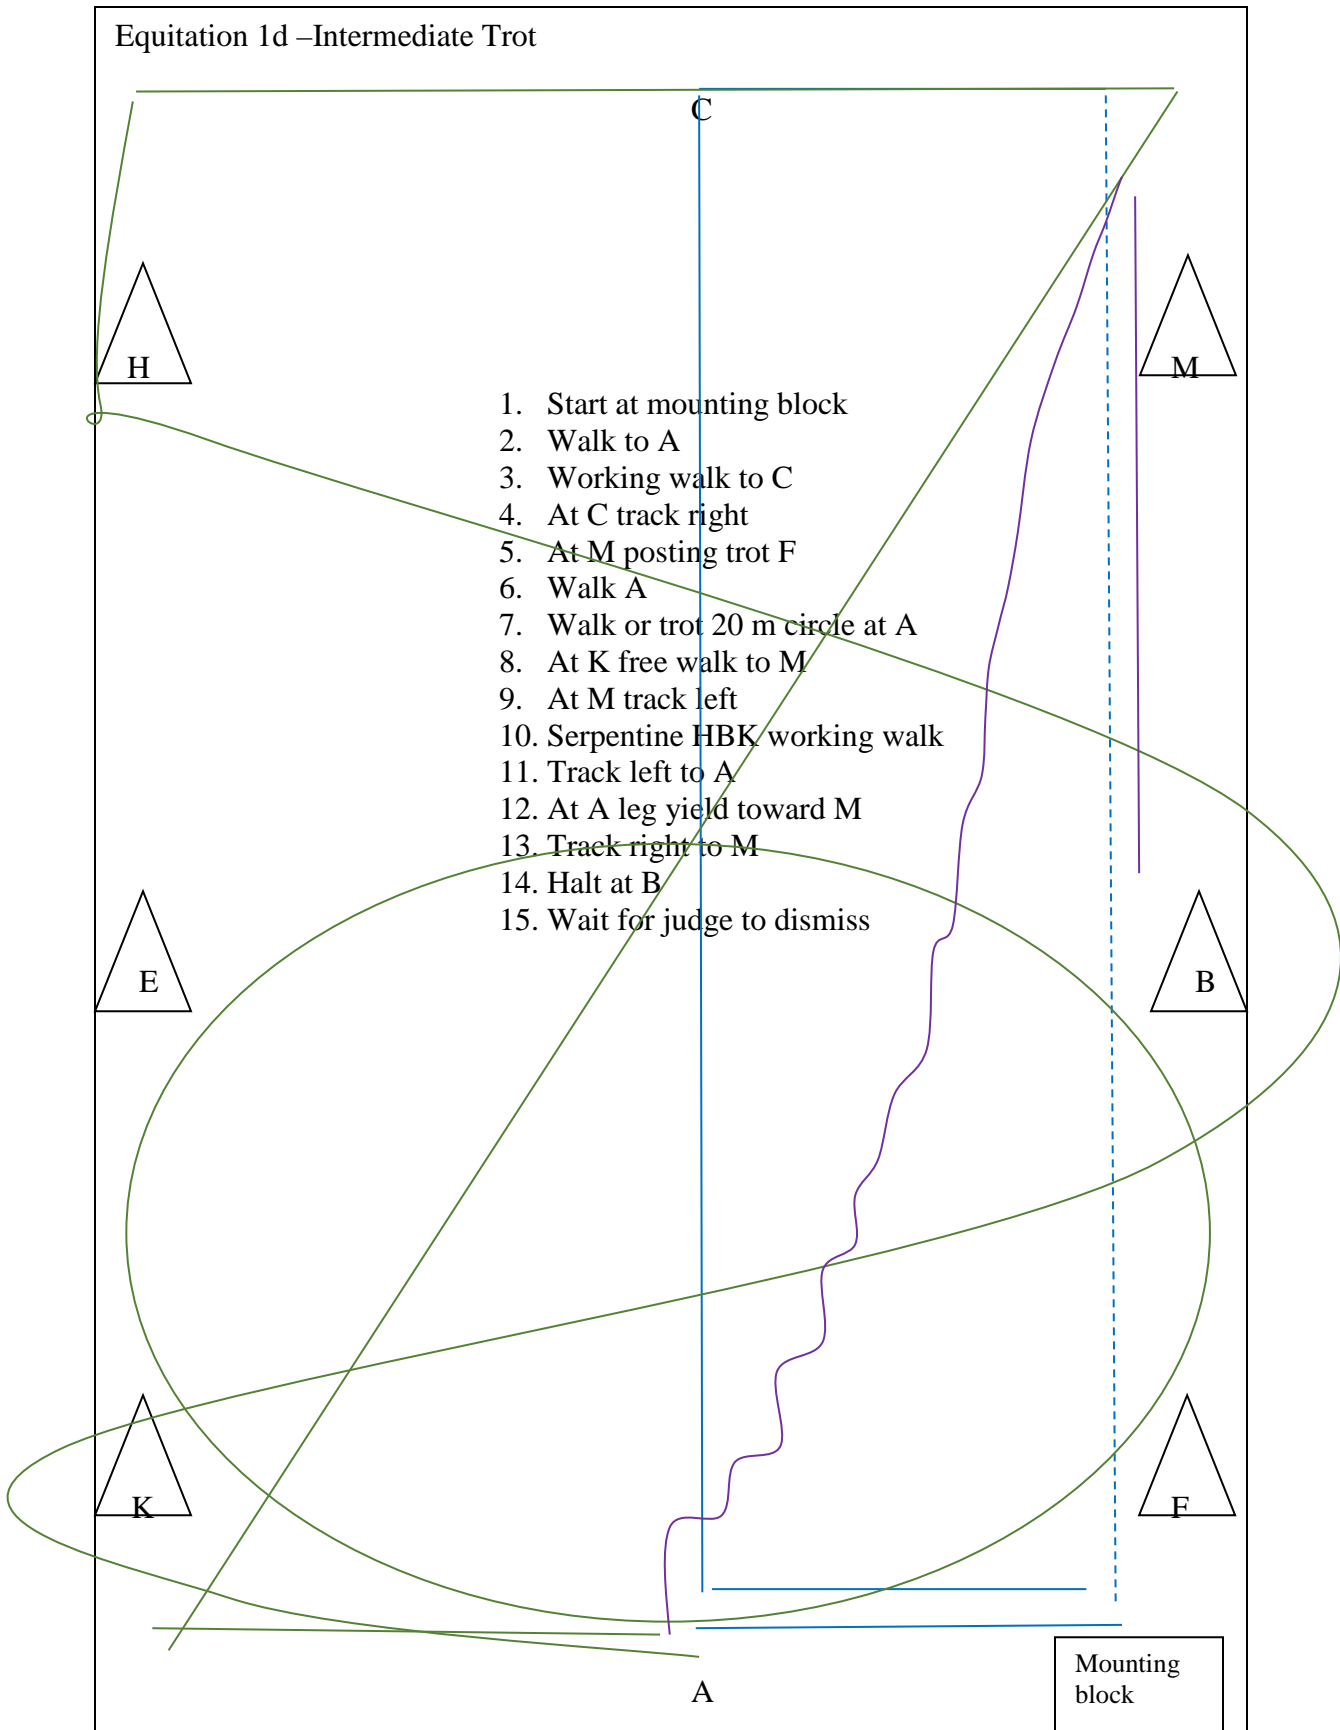 Equitation 1d –Intermediate Trot
C
H
M
1. Start at mounting block
2. Walk to A
3. Working walk to C
4. At C track right
5. At M posting trot F
6. Walk A
7. Walk or trot 20 m circle at A
8. At K free walk to M
9. At M track left
10. Serpentine HBK working walk
11. Track left to A
12. At A leg yield toward M
13. Track right to M
14. Halt at B
15. Wait for judge to dismiss
E
B
K
F
Mounting
block
A